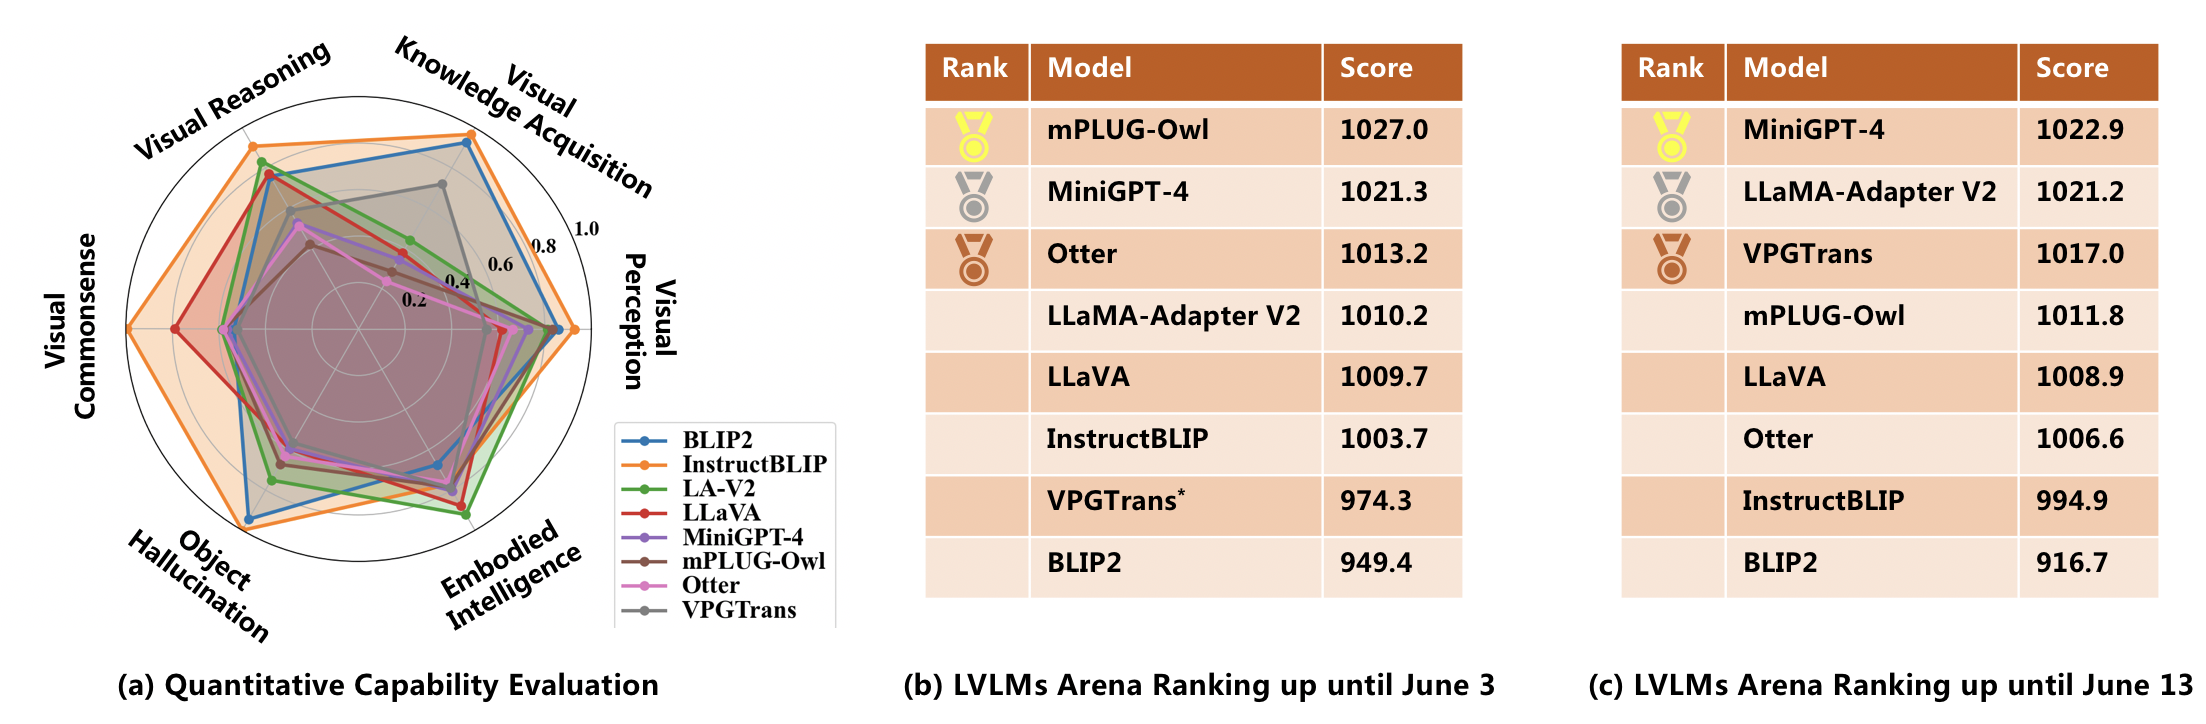 Visual Reasoning
Visual
Knowledge Acquisition
Visual
Perception
Visual
Commonsense
Object
Hallucination
Embodied
Intelligence
1.0
0.8
0.6
0.4
0.2
BLIP2
InstructBLIP
LA-V2
LLaVA
MiniGPT-4
mPLUG-Owl
Otter
VPGTrans
(a) Quantitative Capability Evaluation
Rank Model Score
mPLUG-Owl 1027.0
MiniGPT-4 1021.3
Otter 1013.2
LLaMA-Adapter V2 1010.2
LLaVA 1009.7
InstructBLIP 1003.7
VPGTrans* 974.3
BLIP2 949.4
(b) LVLMs Arena Ranking up until June 3
Rank Model Score
MiniGPT-4 1022.9
LLaMA-Adapter V2 1021.2
VPGTrans 1017.0
mPLUG-Owl 1011.8
LLaVA 1008.9
Otter 1006.6
InstructBLIP 994.9
BLIP2 916.7
(c) LVLMs Arena Ranking up until June 13